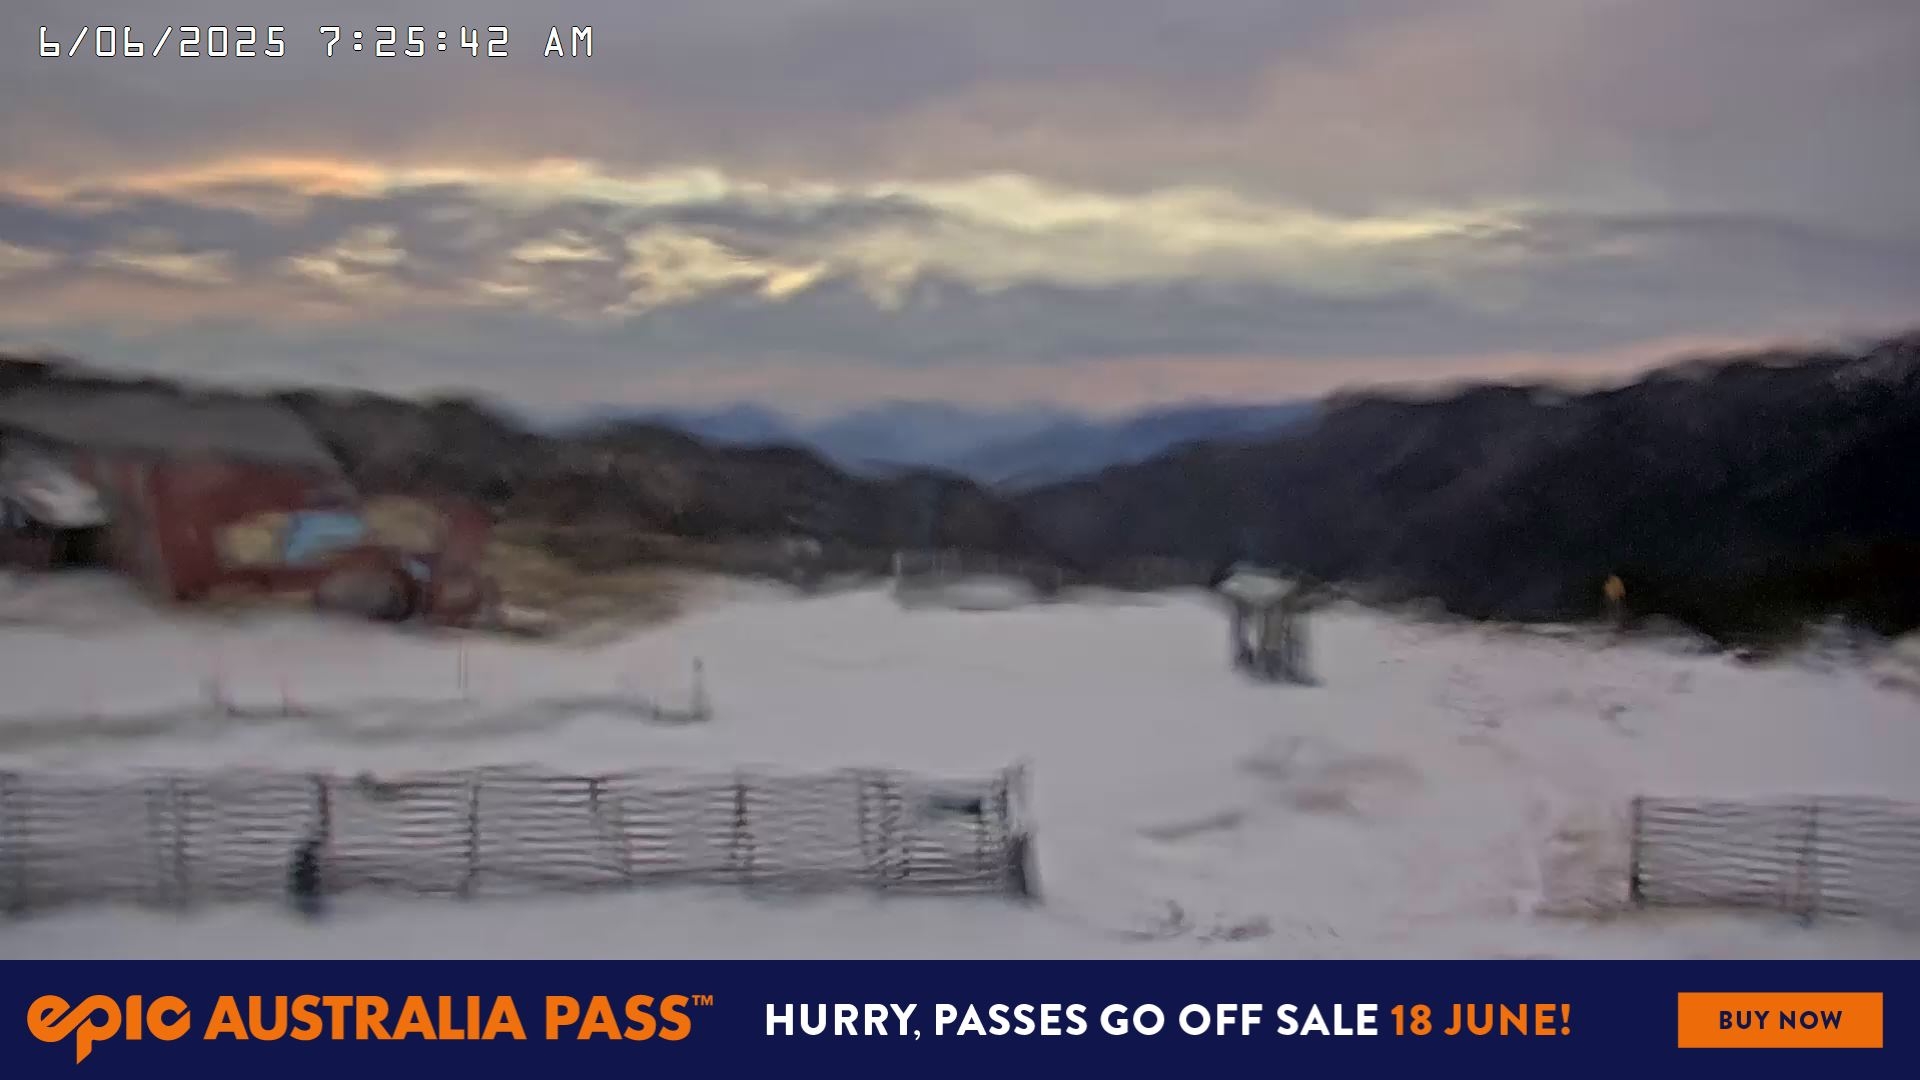 6/06/2025 7:25:42 AM
epic AUSTRALIA PASS™ HURRY, PASSES GO OFF SALE 18 JUNE! BUY NOW